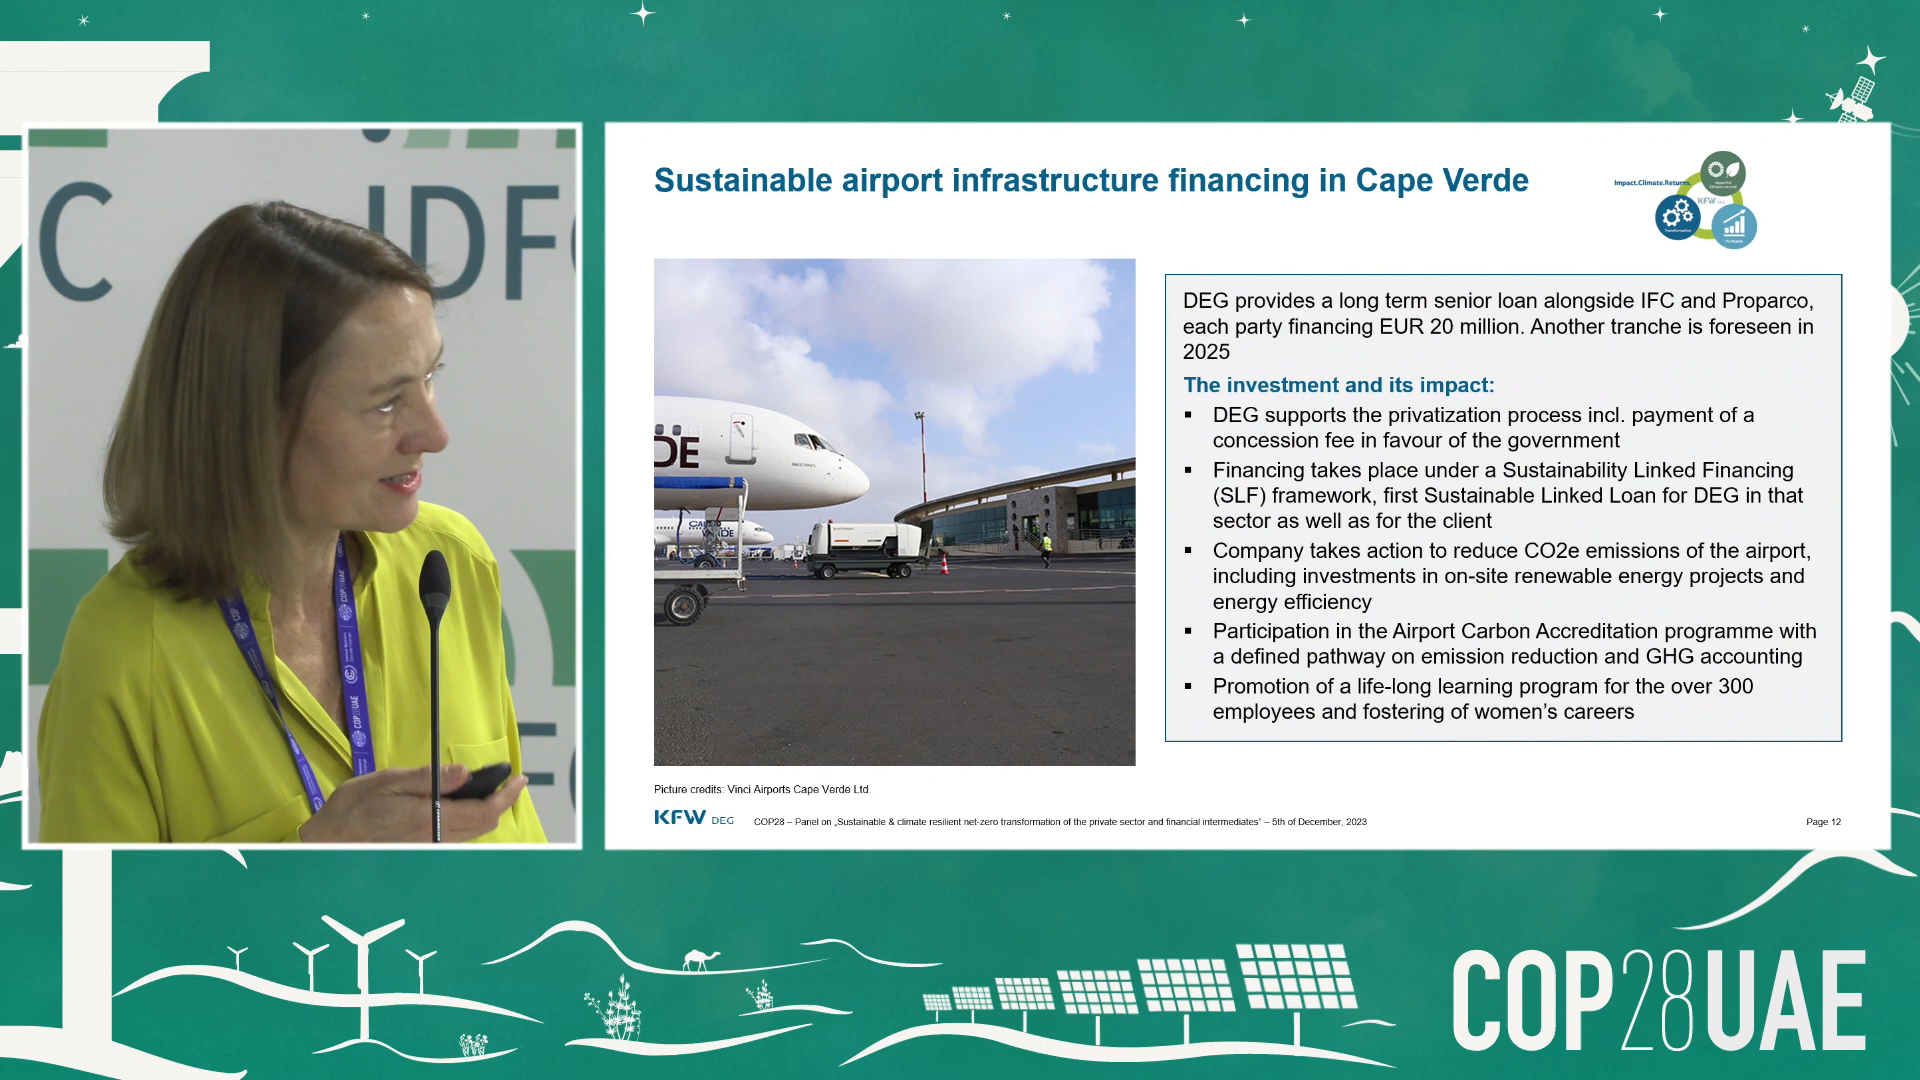 C
IDFC
Sustainable airport infrastructure financing in Cape Verde
Impact.Climate.Returns.
KFW DEG
Transformation
DE
CABO
VERDE
DEG provides a long term senior loan alongside IFC and Proparco,
each party financing EUR 20 million. Another tranche is foreseen in
2025
The investment and its impact:
▪ DEG supports the privatization process incl. payment of a
concession fee in favour of the government
▪ Financing takes place under a Sustainability Linked Financing
(SLF) framework, first Sustainable Linked Loan for DEG in that
sector as well as for the client
▪ Company takes action to reduce CO2e emissions of the airport,
including investments in on-site renewable energy projects and
energy efficiency
▪ Participation in the Airport Carbon Accreditation programme with
a defined pathway on emission reduction and GHG accounting
▪ Promotion of a life-long learning program for the over 300
employees and fostering of women's careers
Picture credits: Vinci Airports Cape Verde Ltd.
KFW DEG
COP28 – Panel on „Sustainable & climate resilient net-zero transformation of the private sector and financial intermediates" – 5th of December, 2023
Page 12
COP28UAE
COP28UAE